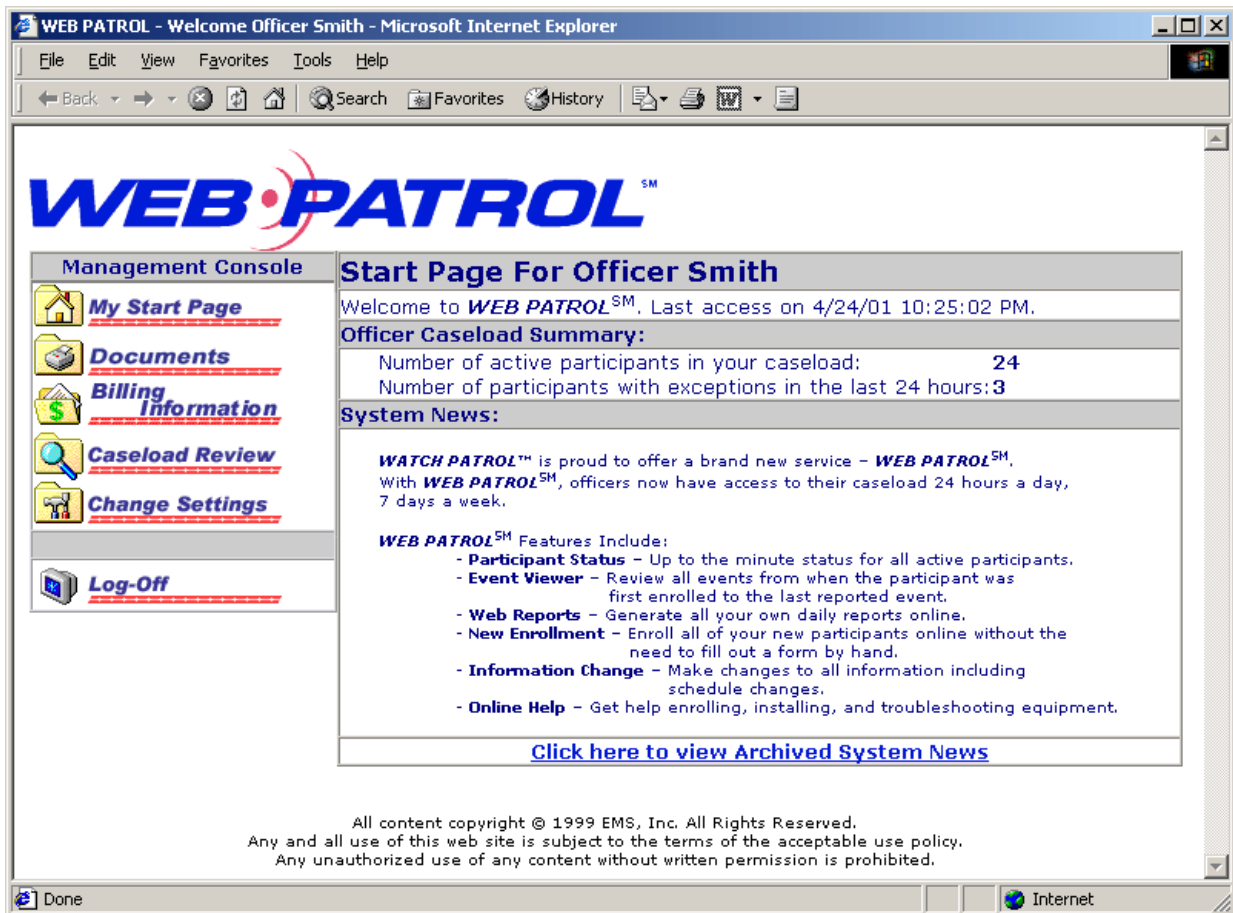 WEB PATROL - Welcome Officer Smith - Microsoft Internet Explorer
File Edit View Favorites Tools Help
Back Search Favorites History
WEB PATROL SM
Management Console
My Start Page
Documents
Billing
Information
Caseload Review
Change Settings
Log-Off
Start Page For Officer Smith
Welcome to WEB PATROL SM. Last access on 4/24/01 10:25:02 PM.
Officer Caseload Summary:
Number of active participants in your caseload: 24
Number of participants with exceptions in the last 24 hours: 3
System News:
WATCH PATROL™ is proud to offer a brand new service – WEB PATROL SM.
With WEB PATROL SM, officers now have access to their caseload 24 hours a day,
7 days a week.
WEB PATROL SM Features Include:
- Participant Status – Up to the minute status for all active participants.
- Event Viewer – Review all events from when the participant was
first enrolled to the last reported event.
- Web Reports – Generate all your own daily reports online.
- New Enrollment – Enroll all of your new participants online without the
need to fill out a form by hand.
- Information Change – Make changes to all information including
schedule changes.
- Online Help – Get help enrolling, installing, and troubleshooting equipment.
Click here to view Archived System News
All content copyright © 1999 EMS, Inc. All Rights Reserved.
Any and all use of this web site is subject to the terms of the acceptable use policy.
Any unauthorized use of any content without written permission is prohibited.
Done Internet